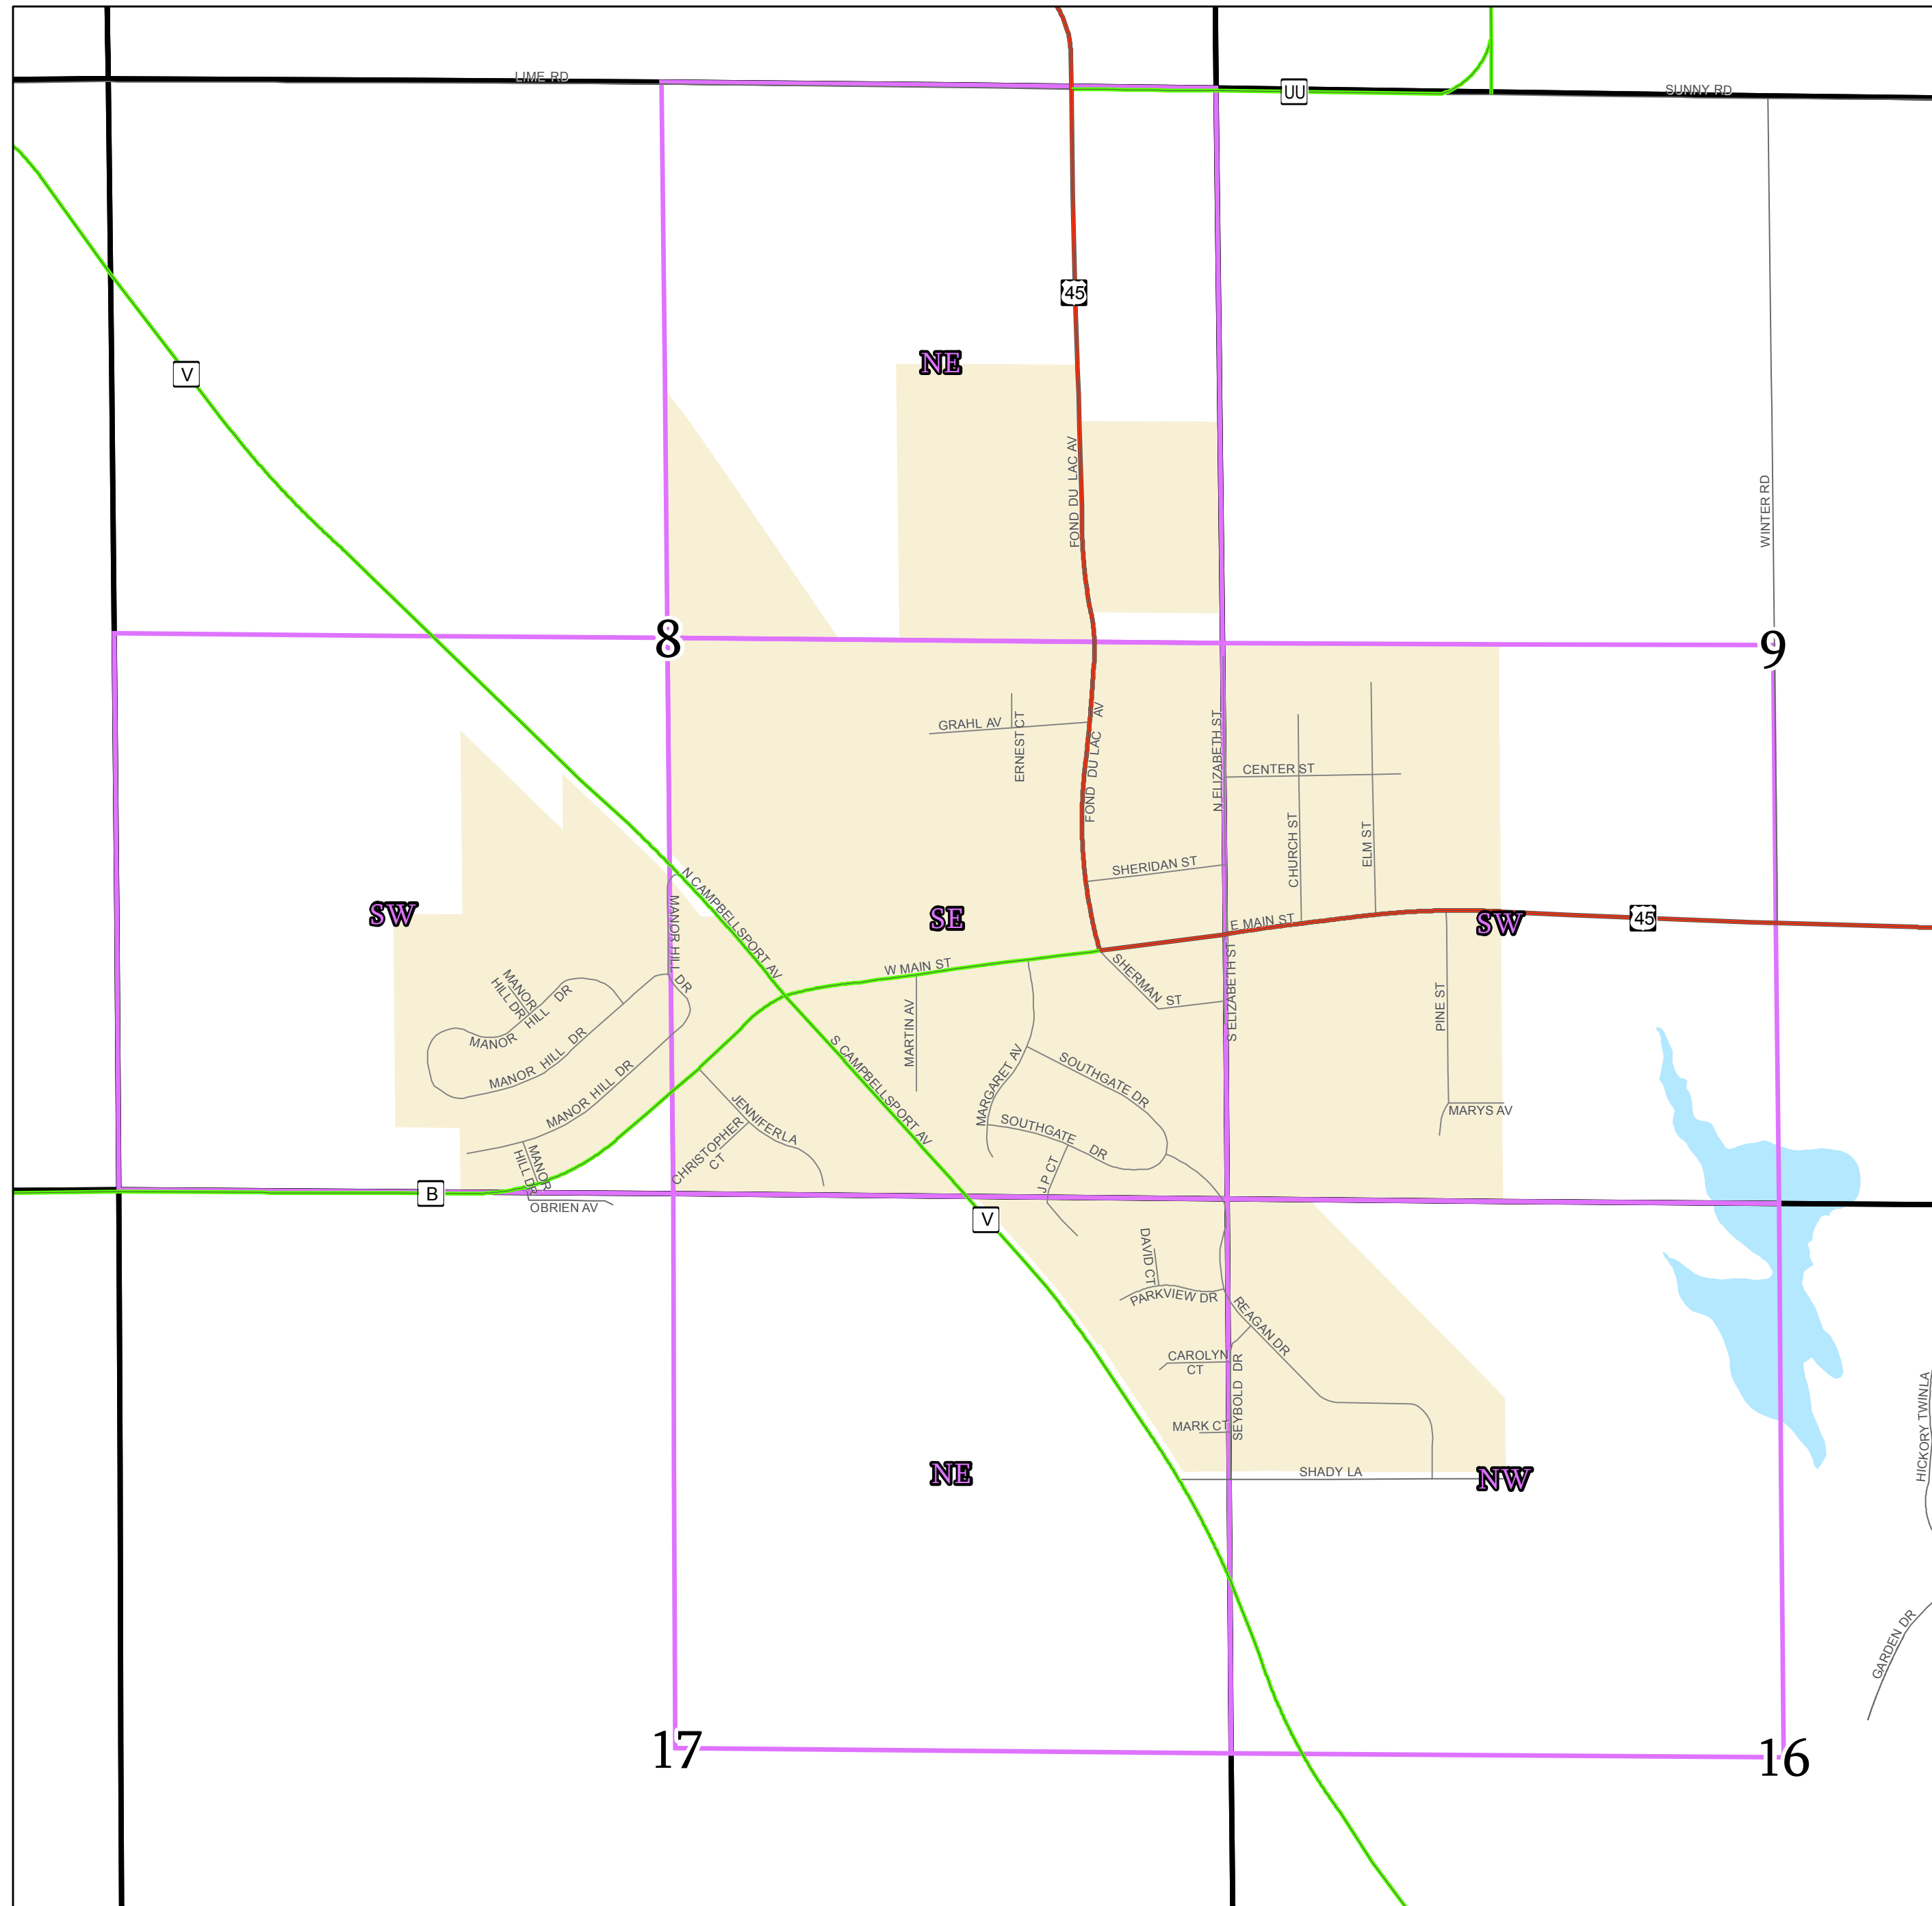 LIME RD
UU
SUNNY RD
45
NE
V
FOND DU LAC AV
WINTER RD
8
9
GRAHL AV
ERNEST CT
FOND DU LAC AV
N ELIZABETH ST
CENTER ST
CHURCH ST
ELM ST
SHERIDAN ST
N CAMPBELLSPORT AV
MANOR HILL DR
SW
SE
E MAIN ST
SW
45
W MAIN ST
SHERMAN ST
S ELIZABETH ST
MANOR
HILL DR
MANOR HILL DR
MANOR HILL DR
MANOR HILL DR
MARTIN AV
PINE ST
S CAMPBELLSPORT AV
MARGARET AV
SOUTHGATE DR
SOUTHGATE DR
JENNIFER LA
CHRISTOPHER
CT
MARYS AV
J P CT
MANOR
HILL DR
B
OBRIEN AV
V
DAVID CT
PARKVIEW DR
REAGAN DR
CAROLYN
CT
SEYBOLD DR
MARK CT
HICKORY TWIN LA
NE
SHADY LA
NW
GARDEN DR
17
16